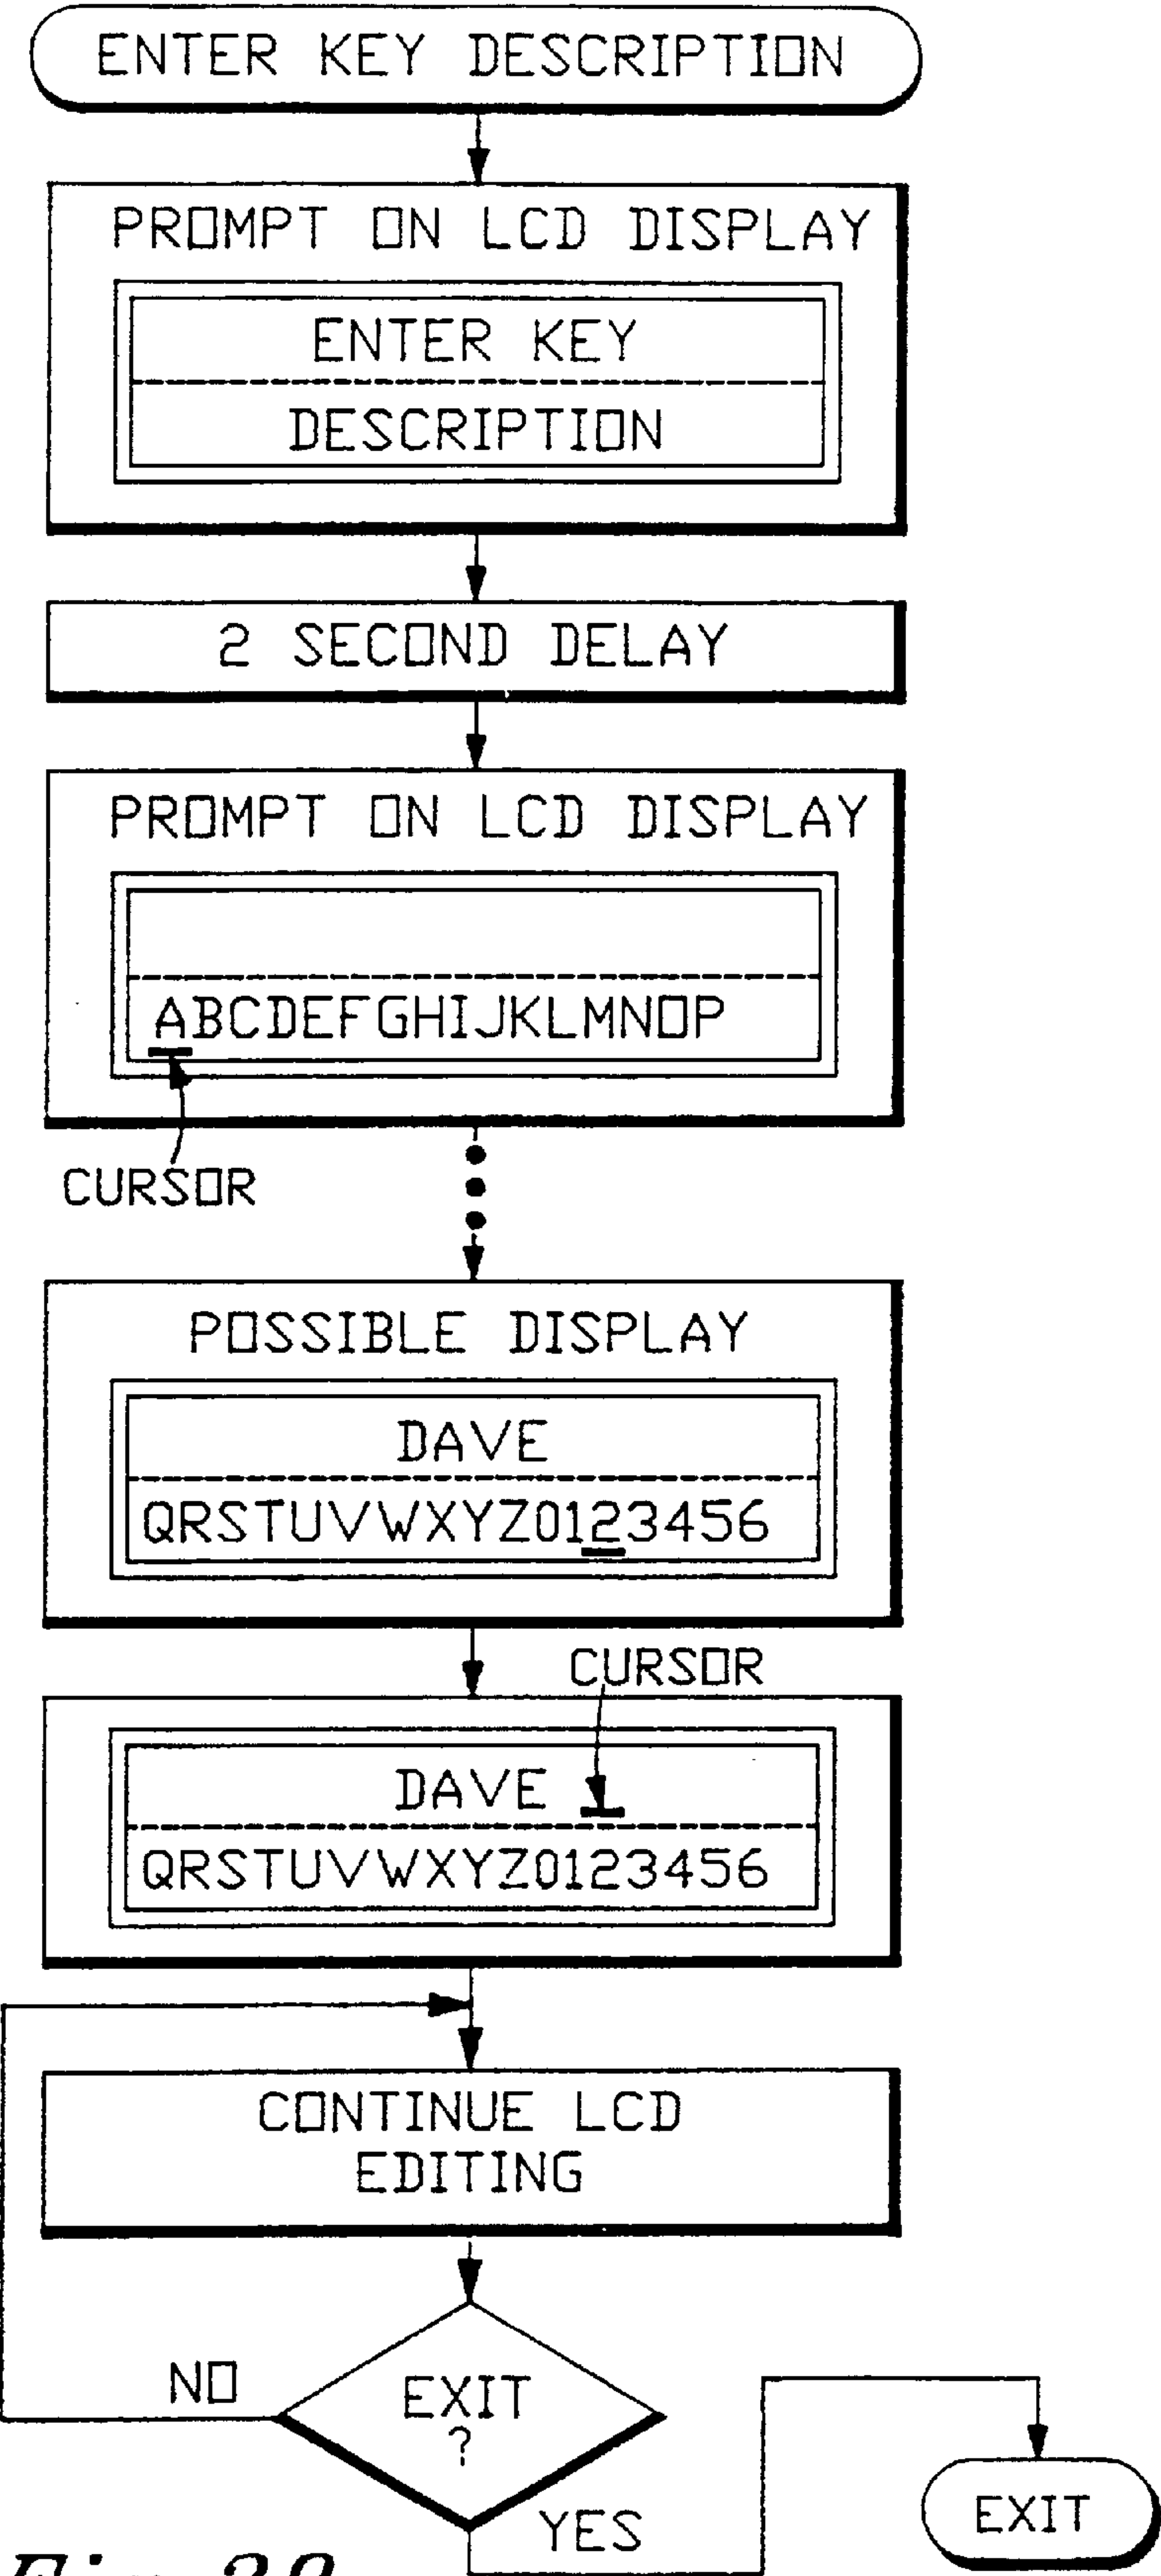 ENTER KEY DESCRIPTION
PROMPT ON LCD DISPLAY
ENTER KEY
DESCRIPTION
2 SECOND DELAY
PROMPT ON LCD DISPLAY
ABCDEFGHIJKLMNOP
CURSOR
POSSIBLE DISPLAY
DAVE
QRSTUVWXYZ0123456
CURSOR
DAVE
QRSTUVWXYZ0123456
CONTINUE LCD
EDITING
NO
EXIT
?
YES
EXIT